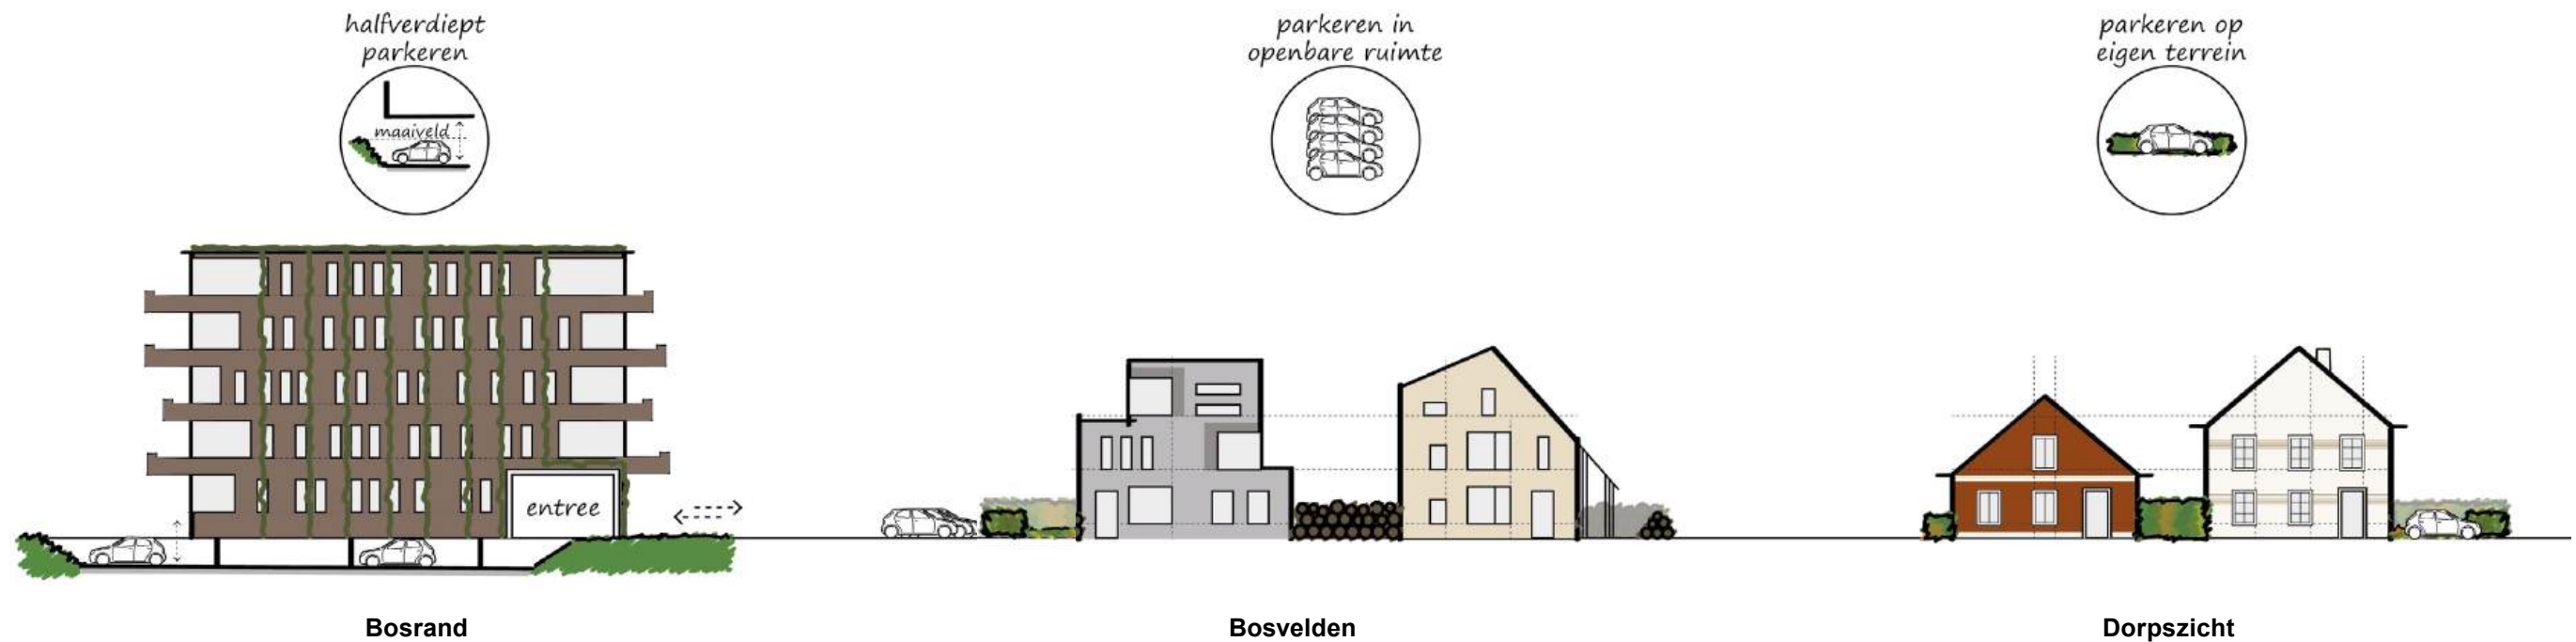 halfverdiept
parkeren
maaiveld
parkeren in
openbare ruimte
parkeren op
eigen terrein
entree
Bosrand
Bosvelden
Dorpszicht